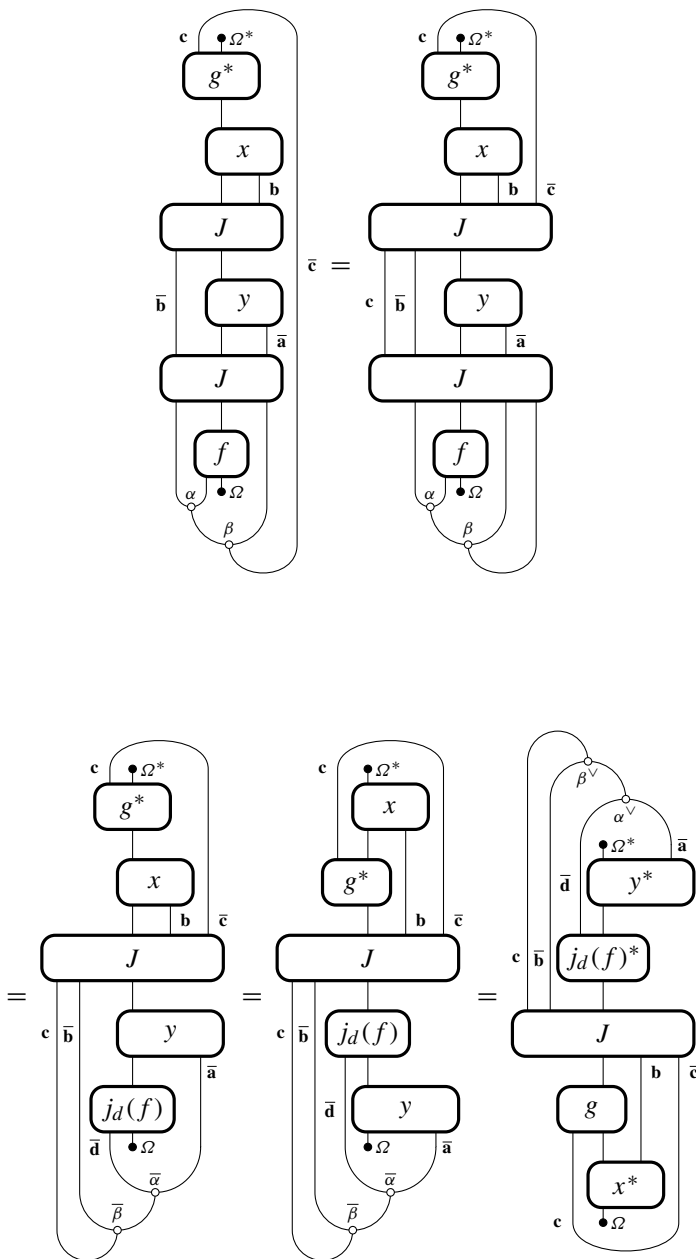 c Ω* c Ω*
g* g*
x x
b b c̄
J J
c̄ =
b̄ y c b̄ y
ā ā
J J
f f
α Ω α Ω
β β
c Ω* c Ω* β∨
g* x α∨
Ω* ā
x g* d̄ y*
b c̄ b c̄ c b̄ j_d(f)*
J J
= = =
c b̄ y c b̄ j_d(f) J
ā b c̄
j_d(f) d̄ y g
d̄ Ω Ω ā
ᾱ ᾱ x*
β̄ β̄ c Ω